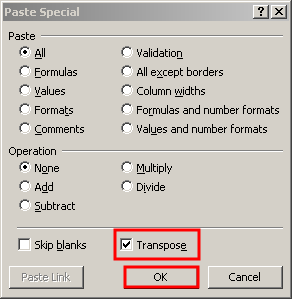 Paste Special
Paste
All
Validation
Formulas
All except borders
Values
Column widths
Formats
Formulas and number formats
Comments
Values and number formats
Operation
None
Multiply
Add
Divide
Subtract
Skip blanks
Transpose
Paste Link
OK
Cancel